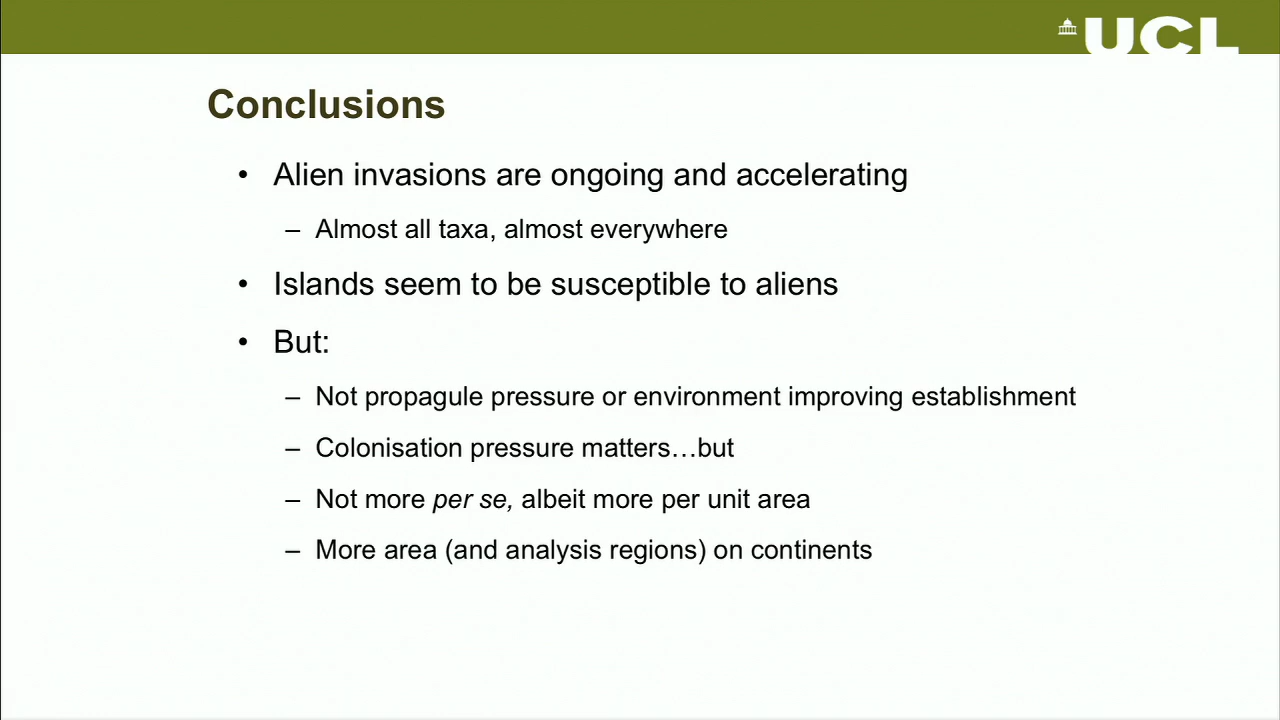 UCL
Conclusions
• Alien invasions are ongoing and accelerating
– Almost all taxa, almost everywhere
• Islands seem to be susceptible to aliens
• But:
– Not propagule pressure or environment improving establishment
– Colonisation pressure matters…but
– Not more per se, albeit more per unit area
– More area (and analysis regions) on continents